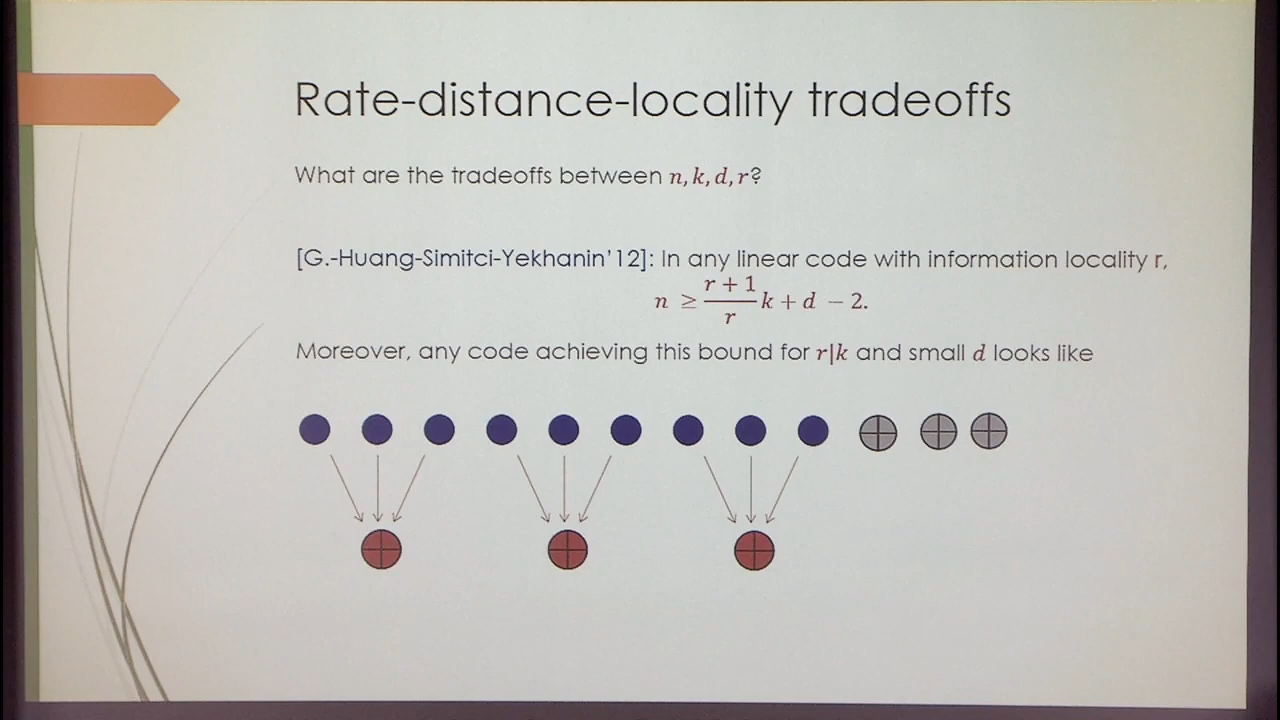 Rate-distance-locality tradeoffs
What are the tradeoffs between n, k, d, r?
[G.-Huang-Simitci-Yekhanin'12]: In any linear code with information locality r,
n ≥ \frac{r + 1}{r} k + d − 2.
Moreover, any code achieving this bound for r|k and small d looks like